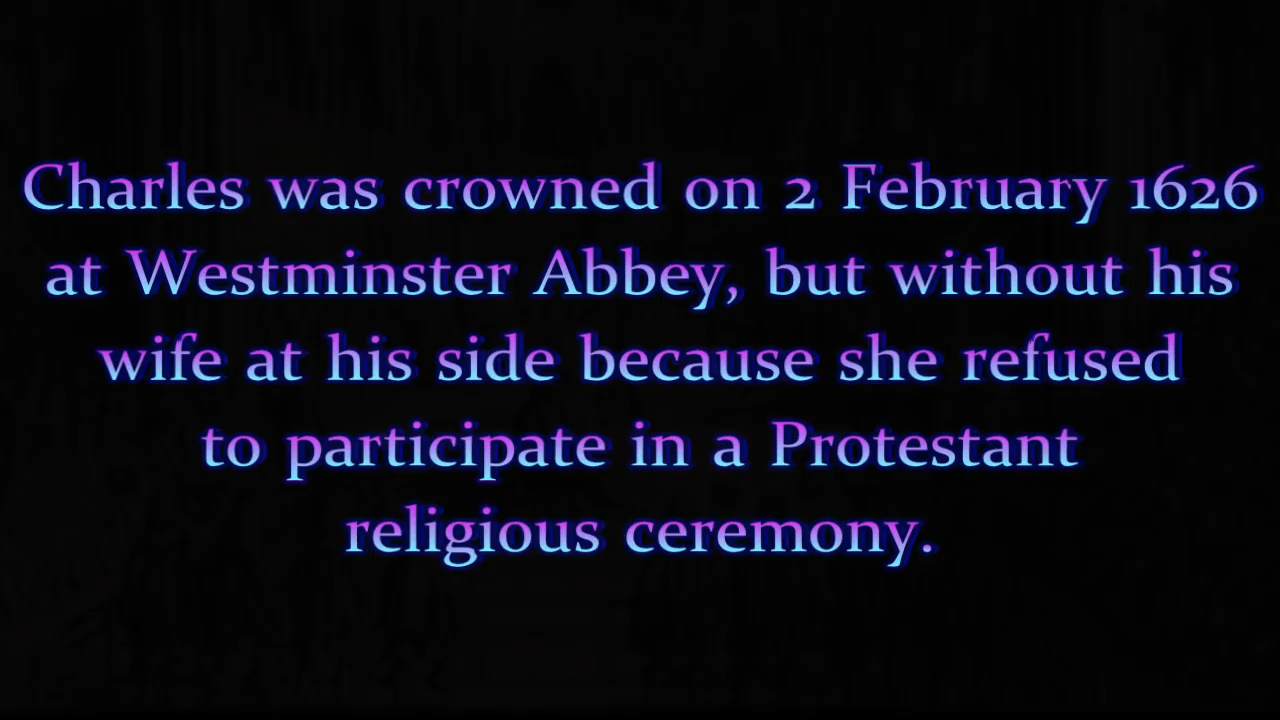 Charles was crowned on 2 February 1626
at Westminster Abbey, but without his
wife at his side because she refused
to participate in a Protestant
religious ceremony.